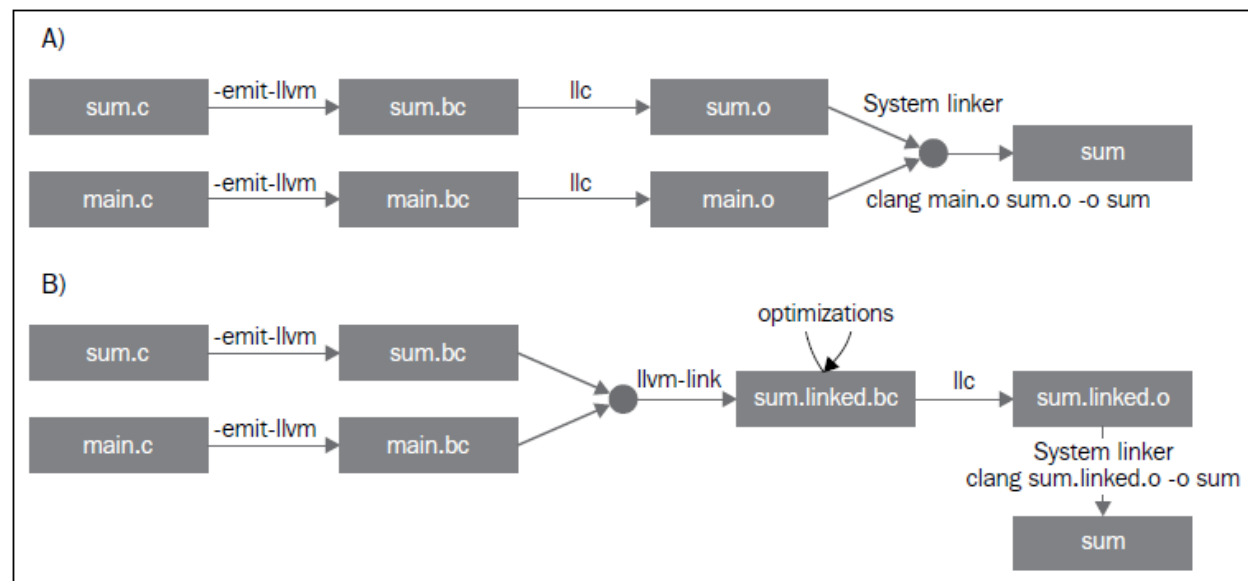 A)
-emit-llvm
llc
sum.c
sum.bc
sum.o
System linker
sum
-emit-llvm
llc
main.c
main.bc
main.o
clang main.o sum.o -o sum
B)
optimizations
-emit-llvm
sum.c
sum.bc
llvm-link
llc
sum.linked.bc
sum.linked.o
-emit-llvm
main.c
main.bc
System linker
clang sum.linked.o -o sum
sum